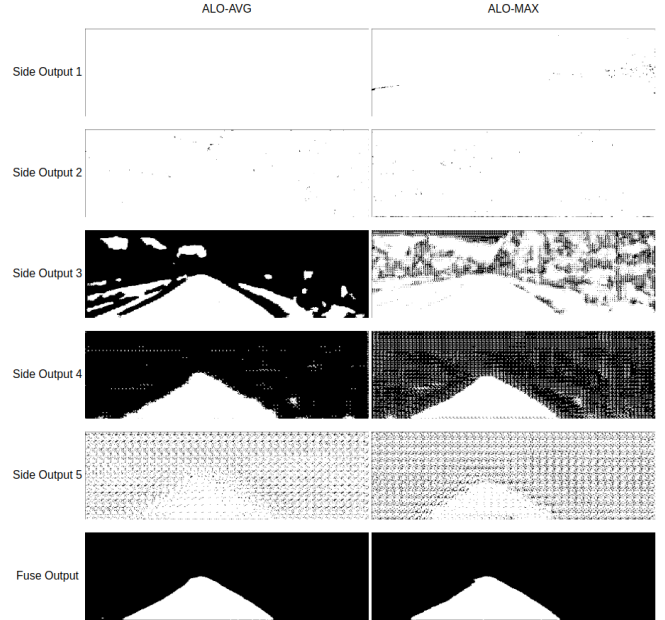 ALO-AVG ALO-MAX
Side Output 1
Side Output 2
Side Output 3
Side Output 4
Side Output 5
Fuse Output